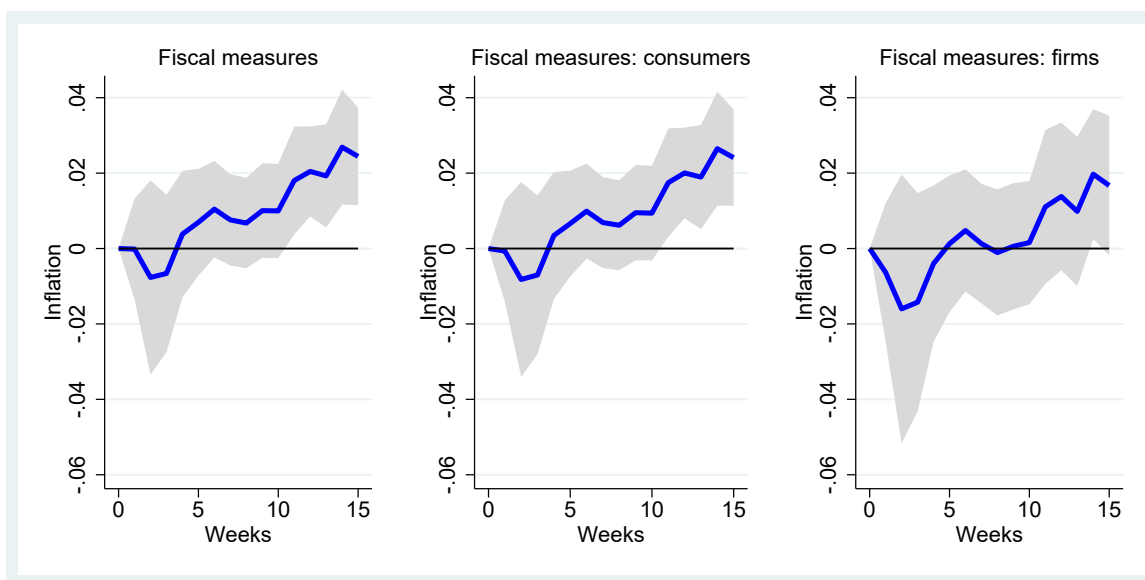 Fiscal measures
Inflation
.04
.02
0
-.02
-.04
-.06
0 5 10 15
Weeks
Fiscal measures: consumers
Inflation
.04
.02
0
-.02
-.04
-.06
0 5 10 15
Weeks
Fiscal measures: firms
Inflation
.04
.02
0
-.02
-.04
-.06
0 5 10 15
Weeks